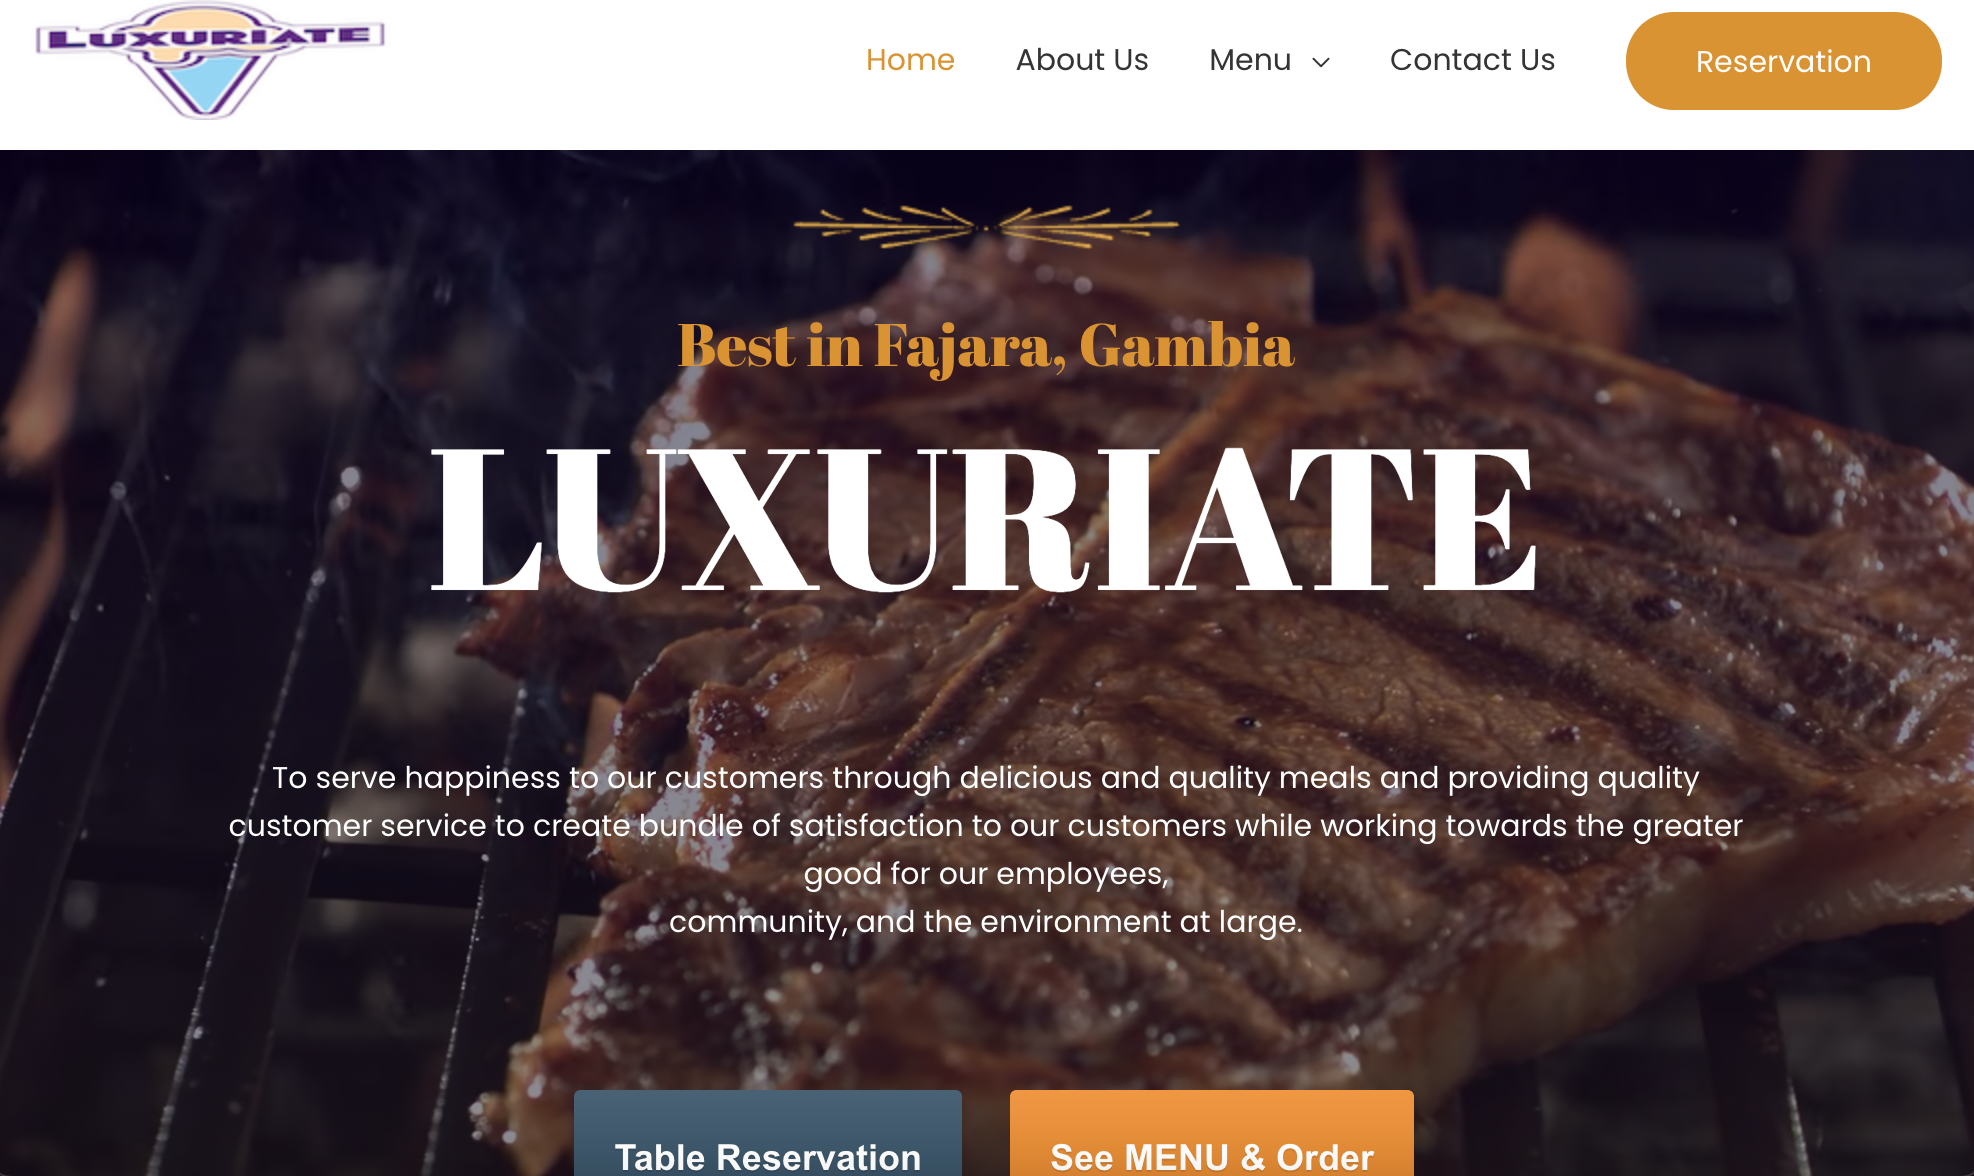 LUXURIATE
Home
About Us
Menu
Contact Us
Reservation
Best in Fajara, Gambia
LUXURIATE
To serve happiness to our customers through delicious and quality meals and providing quality
customer service to create bundle of satisfaction to our customers while working towards the greater
good for our employees,
community, and the environment at large.
Table Reservation
See MENU & Order